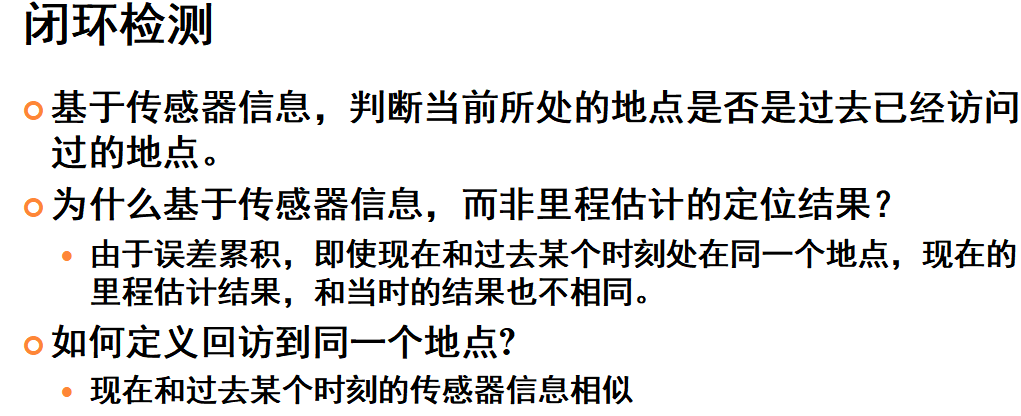 闭环检测
基于传感器信息，判断当前所处的地点是否是过去已经访问
过的地点。
为什么基于传感器信息，而非里程估计的定位结果？
由于误差累积，即使现在和过去某个时刻处在同一个地点，现在的
里程估计结果，和当时的结果也不相同。
如何定义回访到同一个地点?
现在和过去某个时刻的传感器信息相似